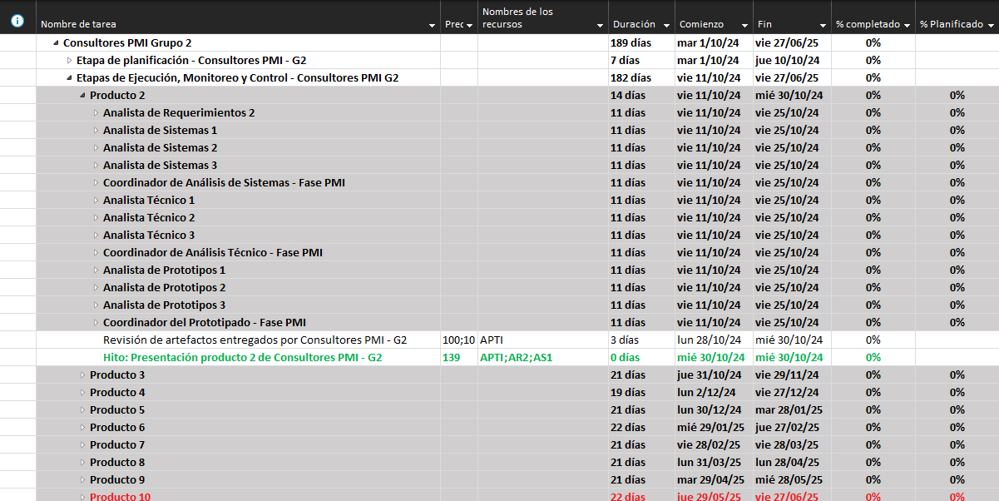 Nombre de tarea Prec Nombres de los recursos Duración Comienzo Fin % completado % Planificado
Consultores PMI Grupo 2 189 días mar 1/10/24 vie 27/06/25 0%
Etapa de planificación - Consultores PMI - G2 7 días mar 1/10/24 jue 10/10/24 0%
Etapas de Ejecución, Monitoreo y Control - Consultores PMI G2 182 días vie 11/10/24 vie 27/06/25 0%
Producto 2 14 días vie 11/10/24 mié 30/10/24 0% 0%
Analista de Requerimientos 2 11 días vie 11/10/24 vie 25/10/24 0% 0%
Analista de Sistemas 1 11 días vie 11/10/24 vie 25/10/24 0% 0%
Analista de Sistemas 2 11 días vie 11/10/24 vie 25/10/24 0% 0%
Analista de Sistemas 3 11 días vie 11/10/24 vie 25/10/24 0% 0%
Coordinador de Análisis de Sistemas - Fase PMI 11 días vie 11/10/24 vie 25/10/24 0% 0%
Analista Técnico 1 11 días vie 11/10/24 vie 25/10/24 0% 0%
Analista Técnico 2 11 días vie 11/10/24 vie 25/10/24 0% 0%
Analista Técnico 3 11 días vie 11/10/24 vie 25/10/24 0% 0%
Coordinador de Análisis Técnico - Fase PMI 11 días vie 11/10/24 vie 25/10/24 0% 0%
Analista de Prototipos 1 11 días vie 11/10/24 vie 25/10/24 0% 0%
Analista de Prototipos 2 11 días vie 11/10/24 vie 25/10/24 0% 0%
Analista de Prototipos 3 11 días vie 11/10/24 vie 25/10/24 0% 0%
Coordinador del Prototipado - Fase PMI 11 días vie 11/10/24 vie 25/10/24 0% 0%
Revisión de artefactos entregados por Consultores PMI - G2 100;10 APTI 3 días lun 28/10/24 mié 30/10/24 0%
Hito: Presentación producto 2 de Consultores PMI - G2 139 APTI;AR2;AS1 0 días mié 30/10/24 mié 30/10/24 0%
Producto 3 21 días jue 31/10/24 vie 29/11/24 0% 0%
Producto 4 19 días lun 2/12/24 vie 27/12/24 0% 0%
Producto 5 21 días lun 30/12/24 mar 28/01/25 0% 0%
Producto 6 22 días mié 29/01/25 jue 27/02/25 0% 0%
Producto 7 21 días vie 28/02/25 vie 28/03/25 0% 0%
Producto 8 21 días lun 31/03/25 lun 28/04/25 0% 0%
Producto 9 21 días mar 29/04/25 mié 28/05/25 0% 0%
Producto 10 22 días jue 29/05/25 vie 27/06/25 0% 0%